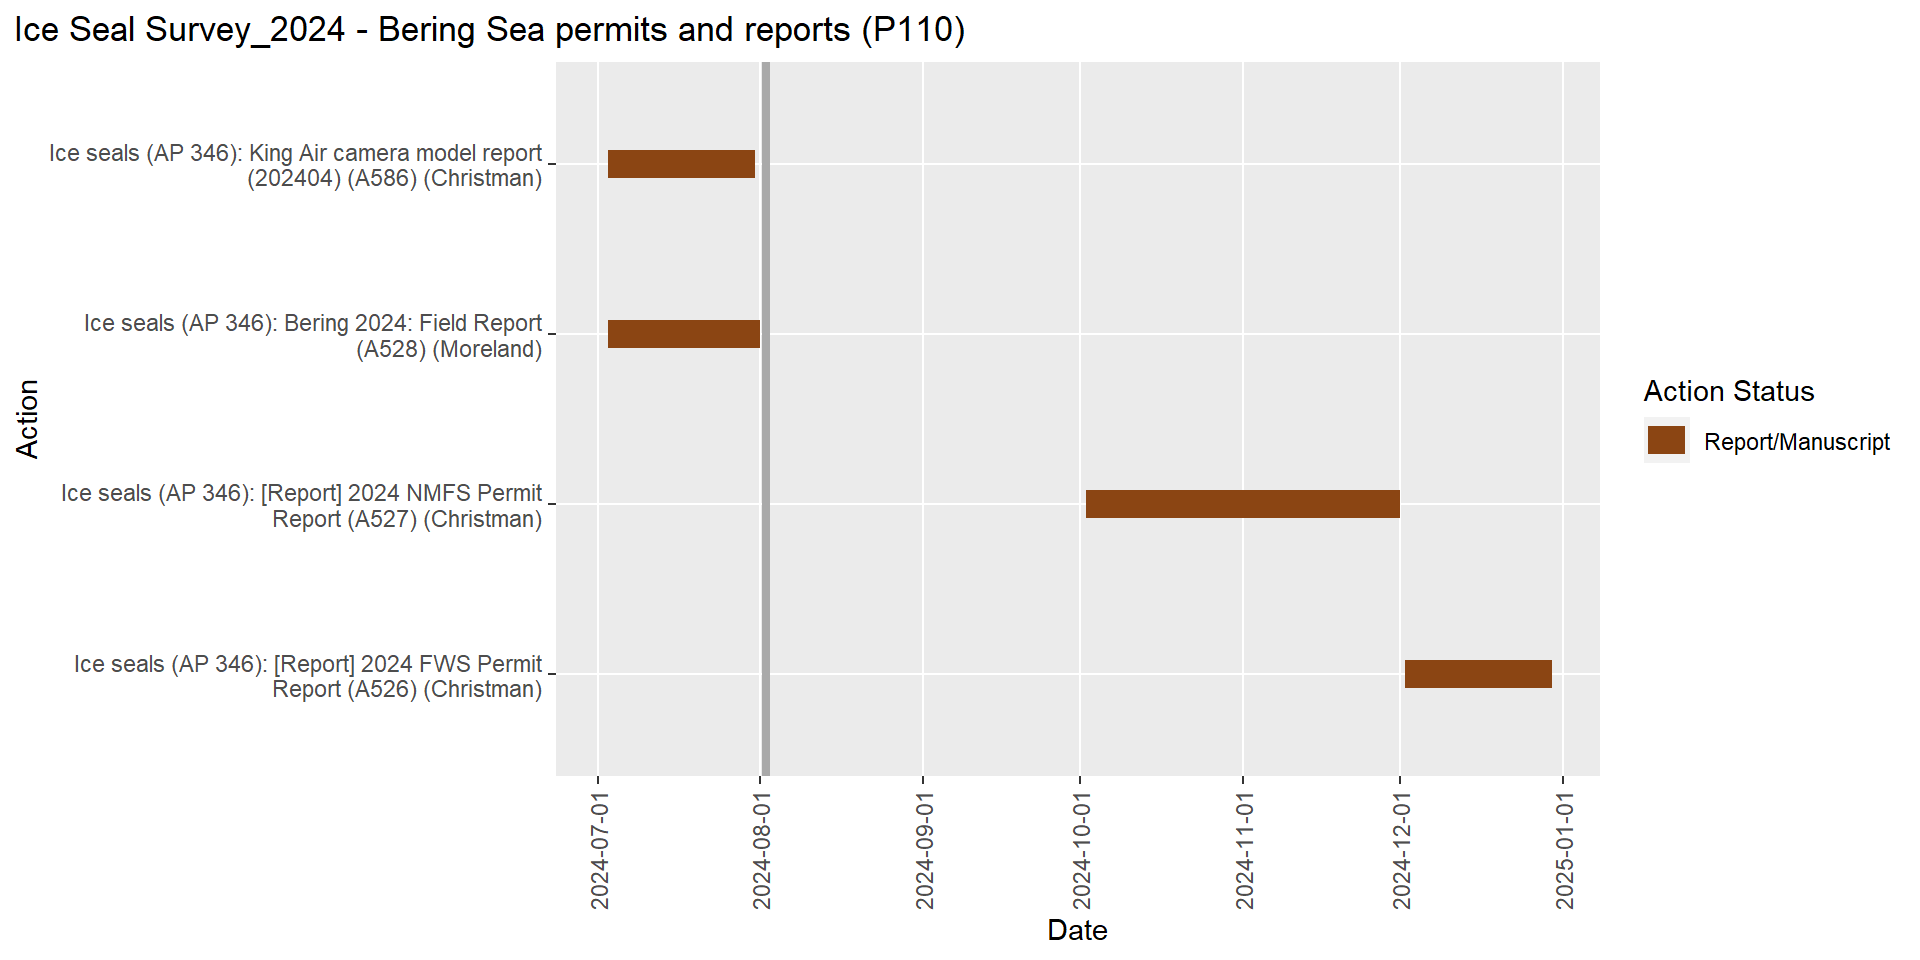 Ice Seal Survey_2024 - Bering Sea permits and reports (P110)
Ice seals (AP 346): King Air camera model report
(202404) (A586) (Christman)
Ice seals (AP 346): Bering 2024: Field Report
(A528) (Moreland)
Ice seals (AP 346): [Report] 2024 NMFS Permit
Report (A527) (Christman)
Ice seals (AP 346): [Report] 2024 FWS Permit
Report (A526) (Christman)
Action
2024-07-01
2024-08-01
2024-09-01
2024-10-01
2024-11-01
2024-12-01
2025-01-01
Date
Action Status
Report/Manuscript